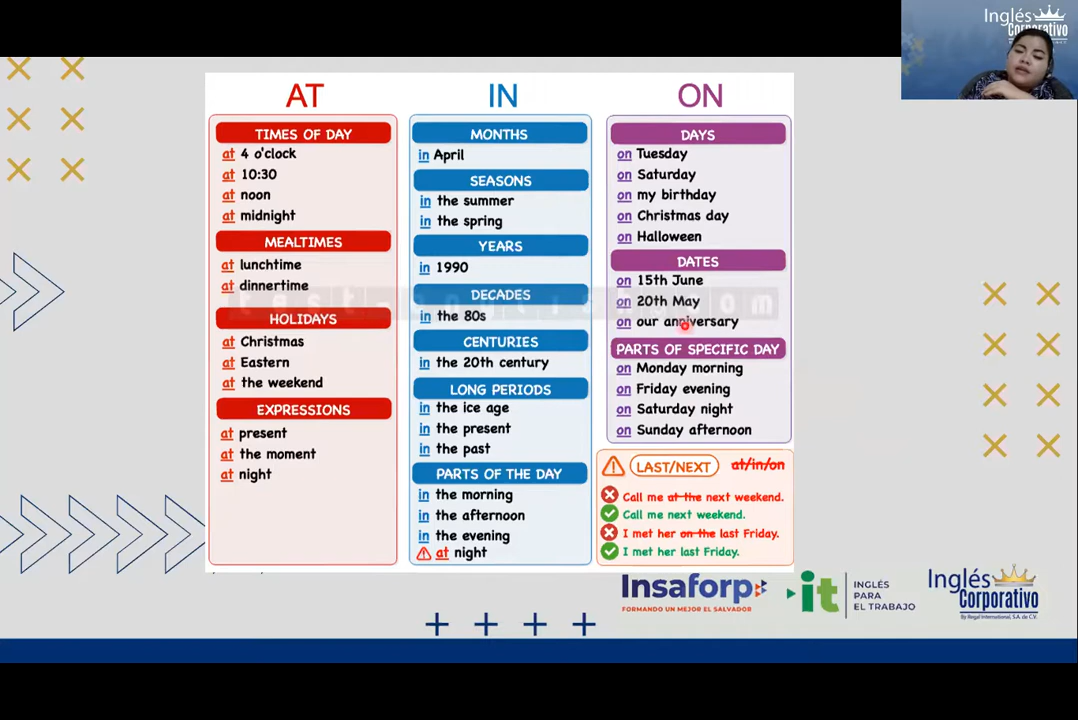 Inglés
Corporativo
AT
TIMES OF DAY
at 4 o'clock
at 10:30
at noon
at midnight
MEALTIMES
at lunchtime
at dinnertime
HOLIDAYS
at Christmas
at Eastern
at the weekend
EXPRESSIONS
at present
at the moment
at night
IN
MONTHS
in April
SEASONS
in the summer
in the spring
YEARS
in 1990
DECADES
in the 80s
CENTURIES
in the 20th century
LONG PERIODS
in the ice age
in the present
in the past
PARTS OF THE DAY
in the morning
in the afternoon
in the evening
at night
ON
DAYS
on Tuesday
on Saturday
on my birthday
on Christmas day
on Halloween
DATES
on 15th June
on 20th May
on our anniversary
PARTS OF SPECIFIC DAY
on Monday morning
on Friday evening
on Saturday night
on Sunday afternoon
LAST/NEXT at/in/on
Call me at the next weekend.
Call me next weekend.
I met her on the last Friday.
I met her last Friday.
Insaforp
FORMANDO UN MEJOR EL SALVADOR
it
INGLÉS
PARA
EL TRABAJO
Inglés
Corporativo
By Regal International, S.A. de C.V.